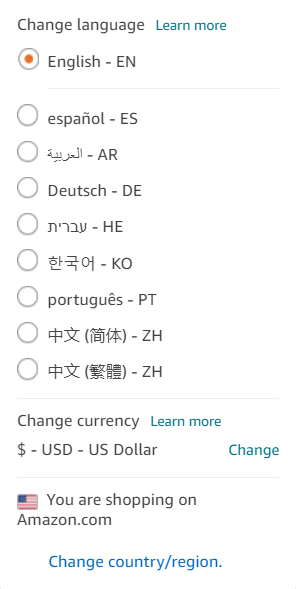 Change language Learn more
English - EN
español - ES
العربية - AR
Deutsch - DE
עברית - HE
한국어 - KO
português - PT
中文 (简体) - ZH
中文 (繁體) - ZH
Change currency Learn more
$ - USD - US Dollar Change
You are shopping on
Amazon.com
Change country/region.